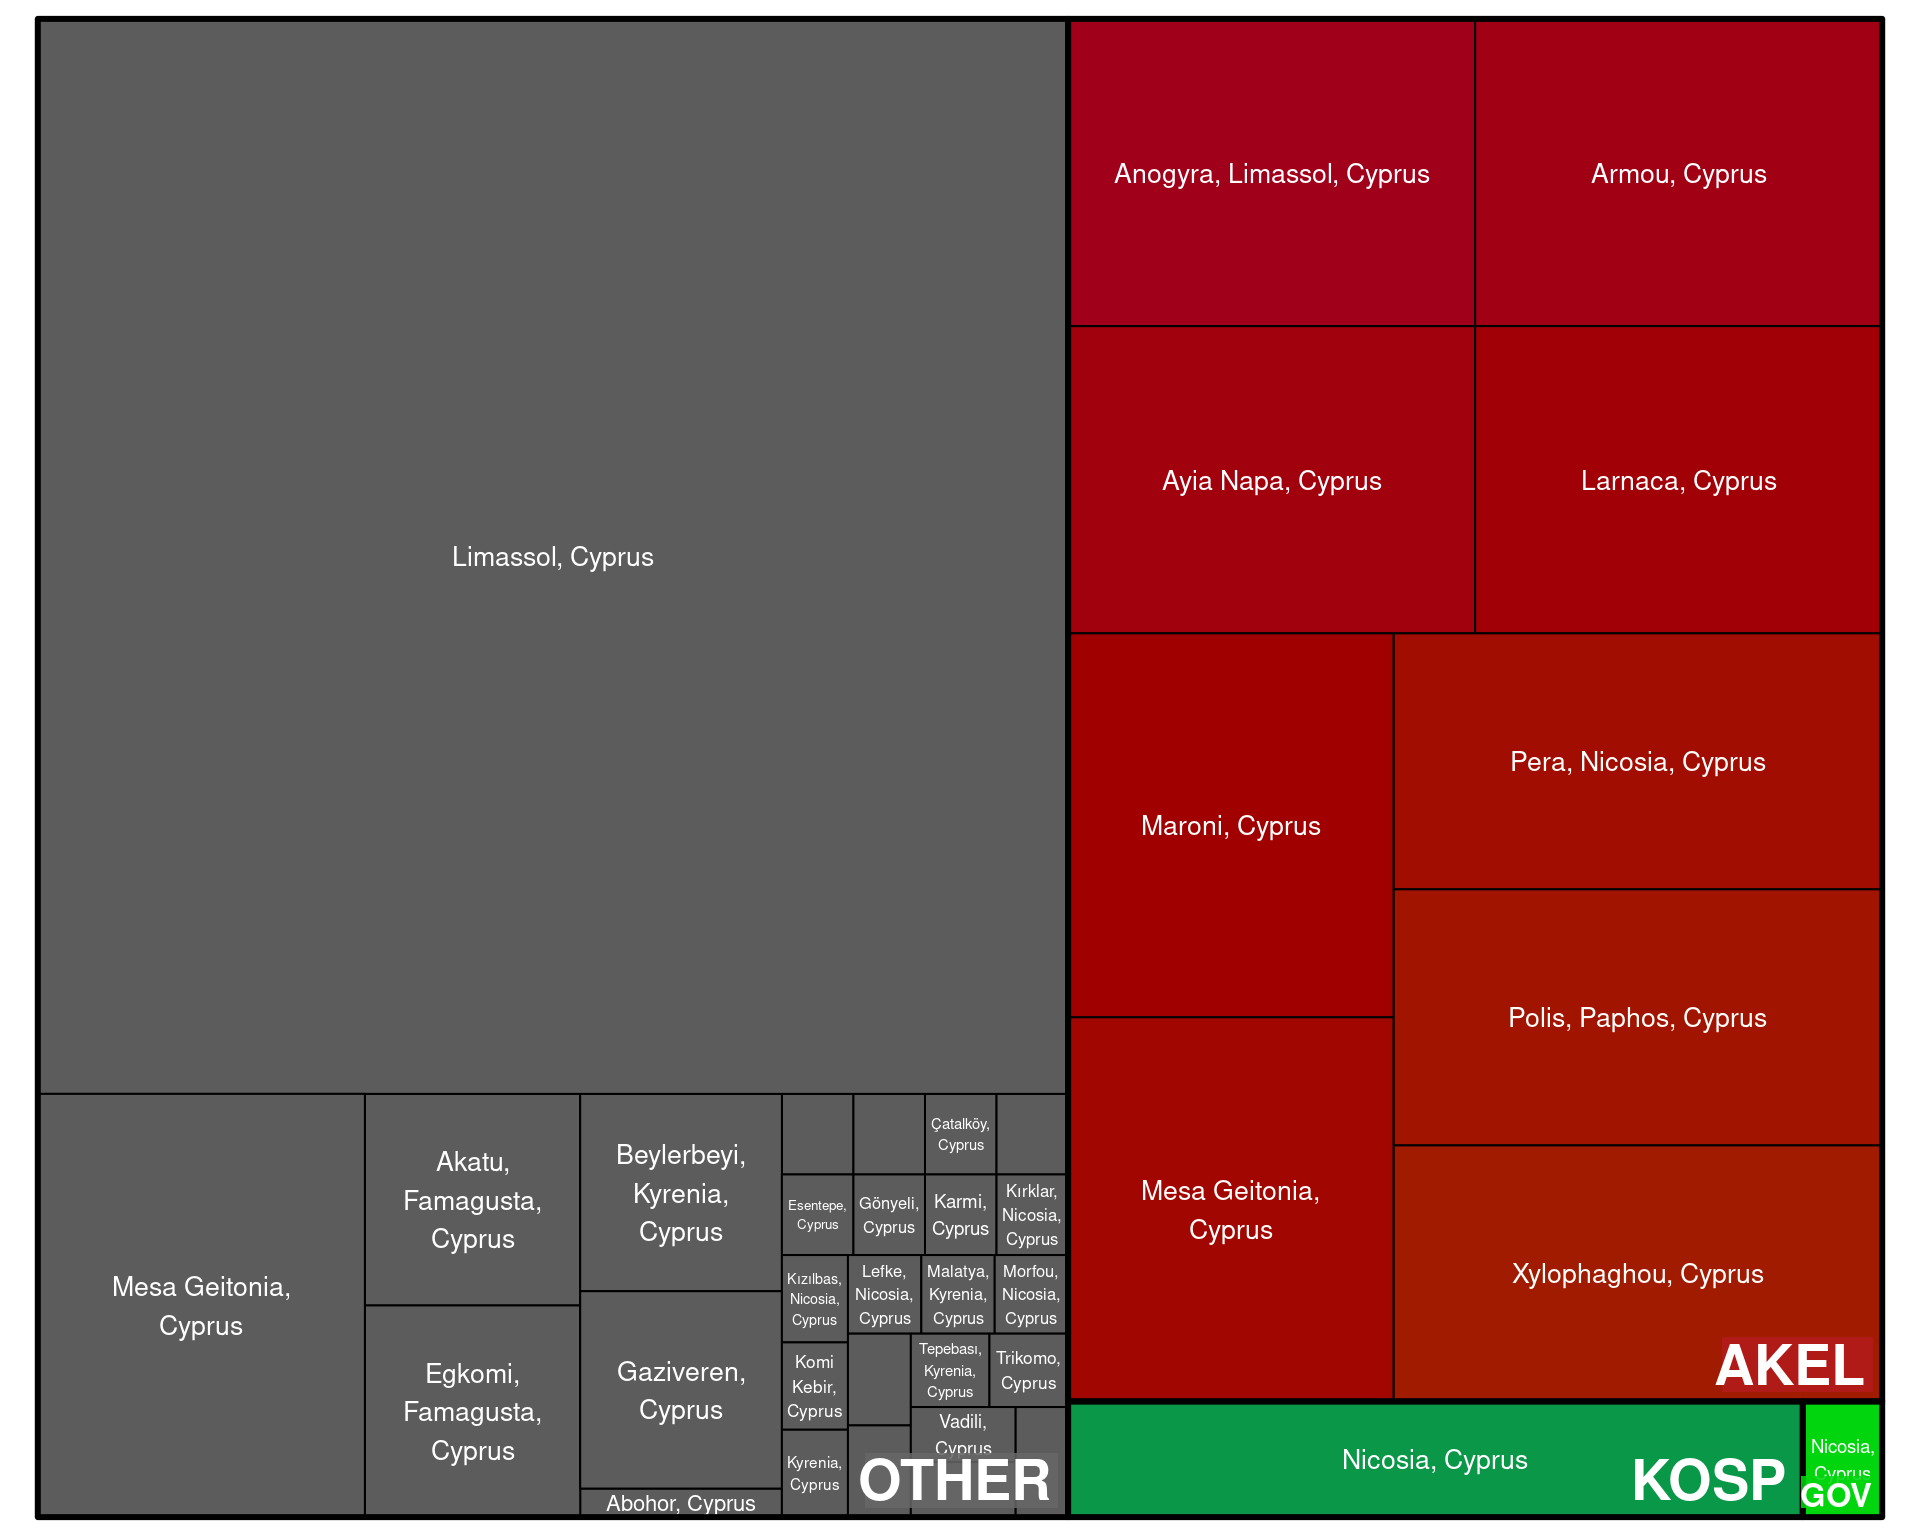 Limassol, Cyprus
Mesa Geitonia,
Cyprus
Akatu,
Famagusta,
Cyprus
Egkomi,
Famagusta,
Cyprus
Beylerbeyi,
Kyrenia,
Cyprus
Gaziveren,
Cyprus
Abohor, Cyprus
Çatalköy,
Cyprus
Esentepe,
Cyprus
Gönyeli,
Cyprus
Karmi,
Cyprus
Kırklar,
Nicosia,
Cyprus
Kızılbas,
Nicosia,
Cyprus
Komi
Kebir,
Cyprus
Kyrenia,
Cyprus
Lefke,
Nicosia,
Cyprus
Malatya,
Kyrenia,
Cyprus
Morfou,
Nicosia,
Cyprus
Tepebası,
Kyrenia,
Cyprus
Trikomo,
Cyprus
Vadili,
Cyprus
OTHER
Anogyra, Limassol, Cyprus
Armou, Cyprus
Ayia Napa, Cyprus
Larnaca, Cyprus
Maroni, Cyprus
Mesa Geitonia,
Cyprus
Pera, Nicosia, Cyprus
Polis, Paphos, Cyprus
Xylophaghou, Cyprus
AKEL
Nicosia, Cyprus
KOSP
Nicosia,
Cyprus
GOV